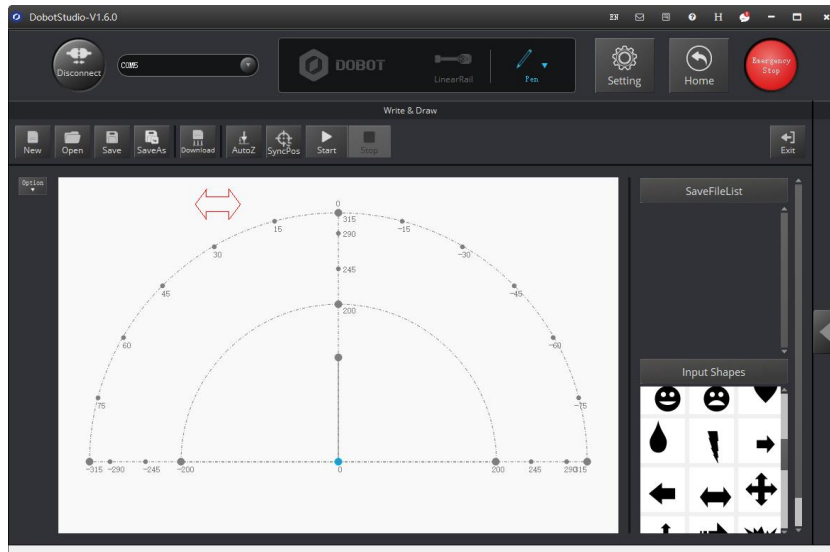 DobotStudio-V1.6.0
EN
H
Disconnect
COM5
DOBOT
LinearRail
Pen
Setting
Home
Emergency
Stop
Write & Draw
New
Open
Save
SaveAs
Download
AutoZ
SyncPos
Start
Stop
Exit
Option
SaveFileList
0
315
15
-15
290
30
-30
245
45
-45
200
60
-60
75
-75
-315
-290
-245
-200
0
200
245
290
315
Input Shapes